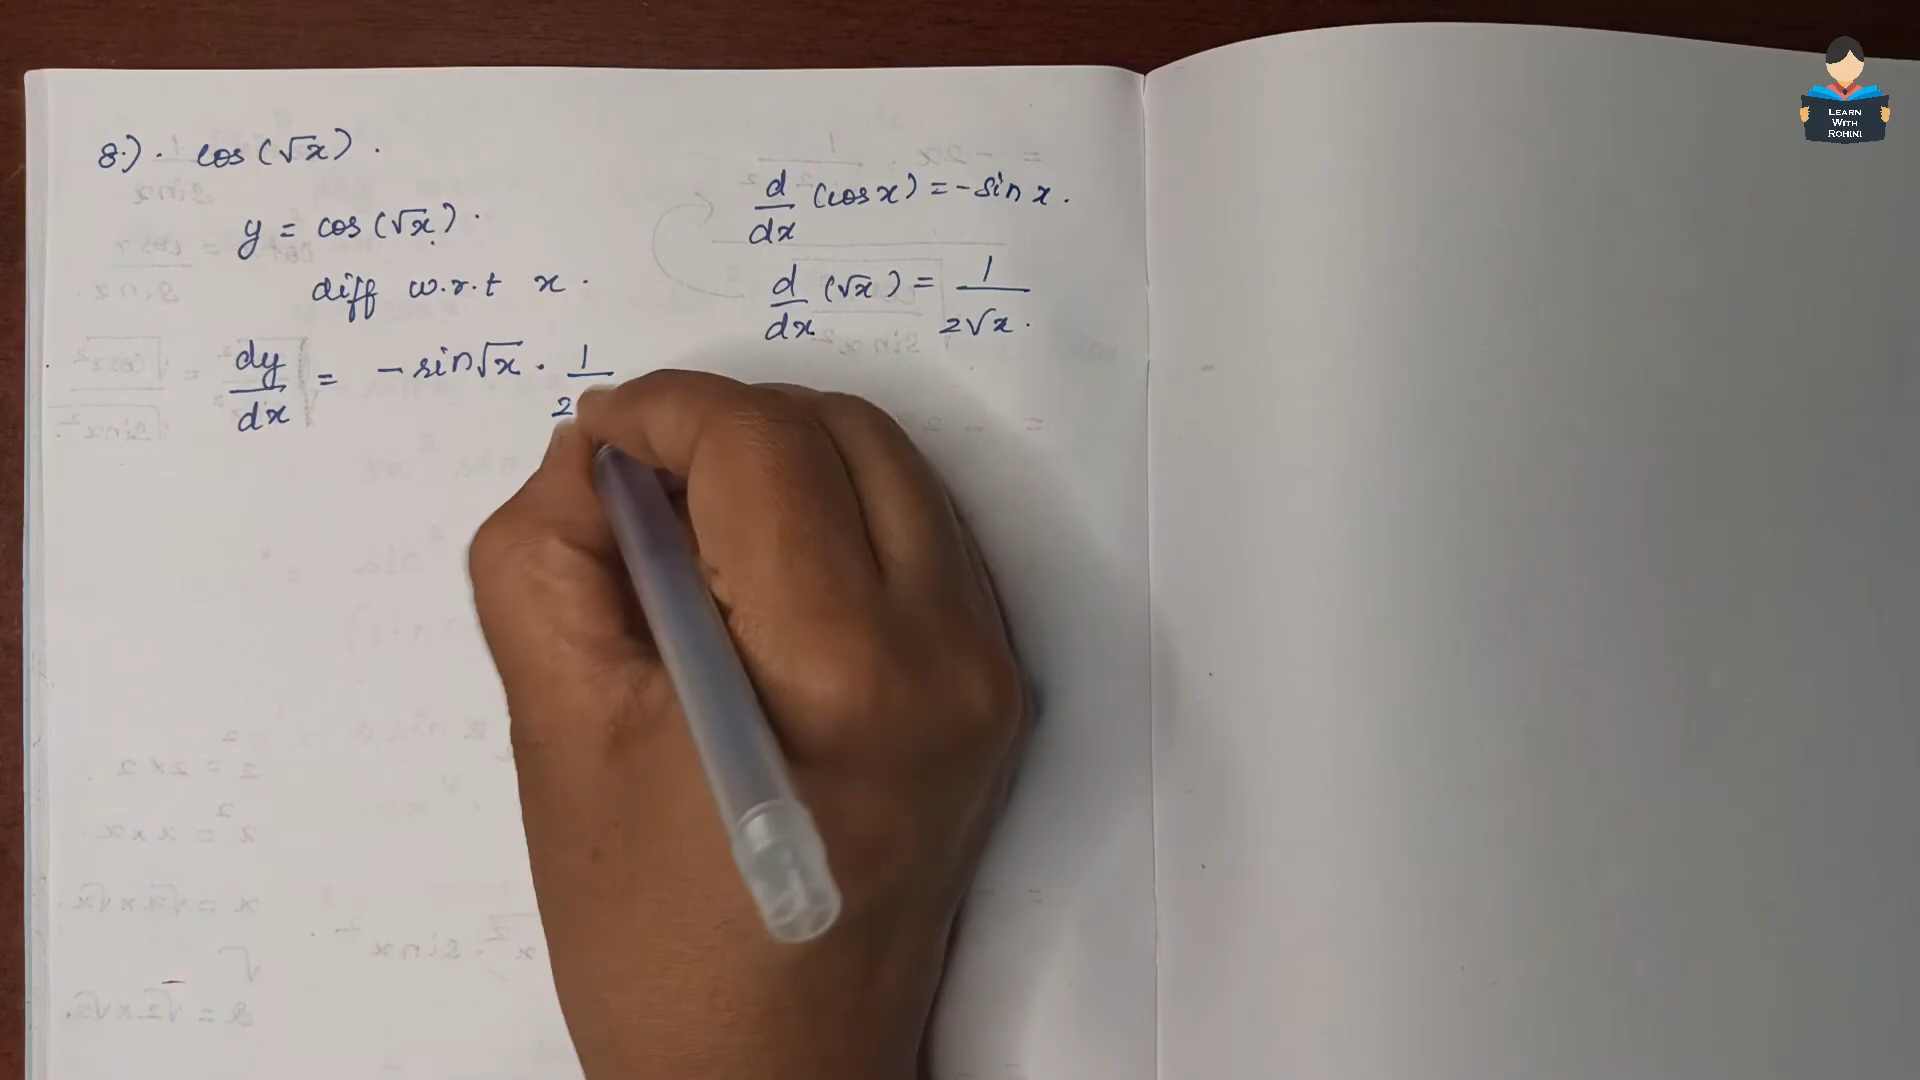 8.) · cos (√x) .
y = cos (√x) .
diff w.r.t x .
dy/dx = - sin√x · 1/2
d/dx (cos x) = - sin x .
d/dx (√x) = 1/2√x .
LEARN
WITH
ROHINI